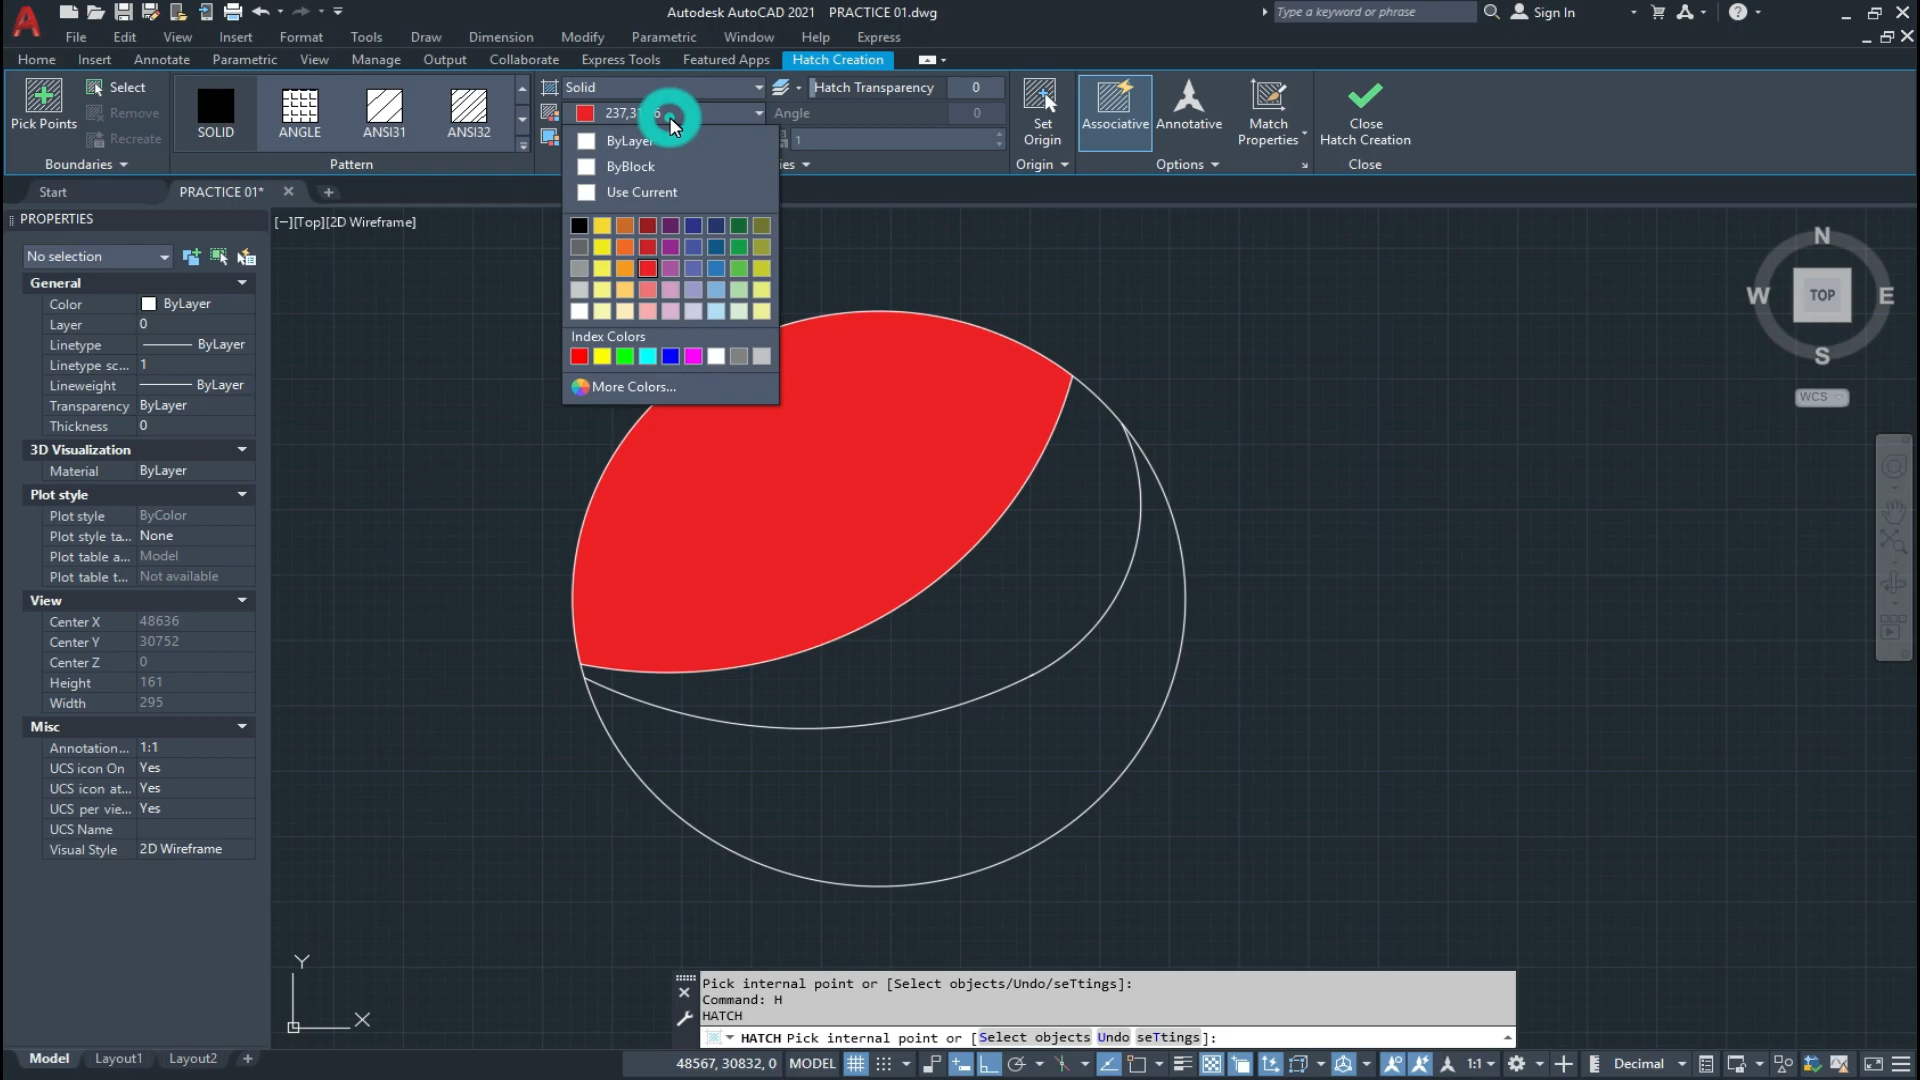 Autodesk AutoCAD 2021 PRACTICE 01.dwg
Type a keyword or phrase
Sign In
File Edit View Insert Format Tools Draw Dimension Modify Parametric Window Help Express
Home Insert Annotate Parametric View Manage Output Collaborate Express Tools Featured Apps Hatch Creation
Pick Points
Select
Remove
Recreate
Boundaries
SOLID
ANGLE
ANSI31
ANSI32
Pattern
Solid
Hatch Transparency 0
Angle 0
1
Set Origin
Origin
Associative
Annotative
Match Properties
Options
Close Hatch Creation
Close
ByLayer
ByBlock
Use Current
Index Colors
More Colors...
Start
PRACTICE 01*
PROPERTIES
[−][Top][2D Wireframe]
No selection
General
Color ByLayer
Layer 0
Linetype ByLayer
Linetype sc... 1
Lineweight ByLayer
Transparency ByLayer
Thickness 0
3D Visualization
Material ByLayer
Plot style
Plot style ByColor
Plot style ta... None
Plot table a... Model
Plot table t... Not available
View
Center X 48636
Center Y 30752
Center Z 0
Height 161
Width 295
Misc
Annotation... 1:1
UCS icon On Yes
UCS icon at... Yes
UCS per vie... Yes
UCS Name
Visual Style 2D Wireframe
N
W TOP E
S
WCS
Y
X
Pick internal point or [Select objects/Undo/seTtings]:
Command: H
HATCH
HATCH Pick internal point or [Select objects Undo seTtings]:
Model Layout1 Layout2
48567, 30832, 0 MODEL 1:1 Decimal